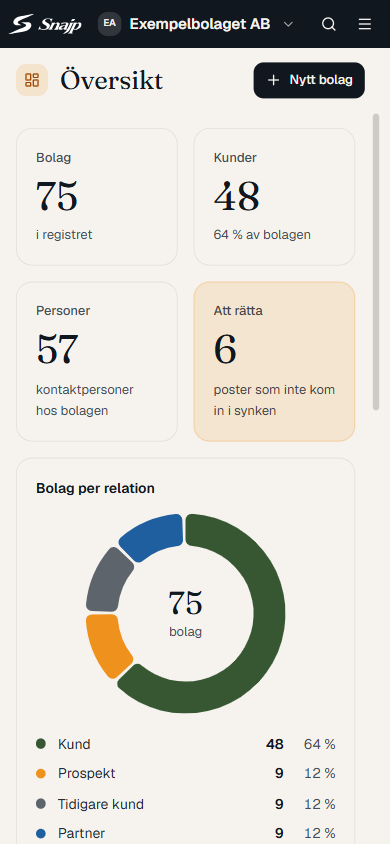 Snajp
EA
Exempelbolaget AB
Översikt
Nytt bolag
Bolag
75
i registret
Kunder
48
64 % av bolagen
Personer
57
kontaktpersoner
hos bolagen
Att rätta
6
poster som inte kom
in i synken
Bolag per relation
75
bolag
Kund 48 64 %
Prospekt 9 12 %
Tidigare kund 9 12 %
Partner 9 12 %